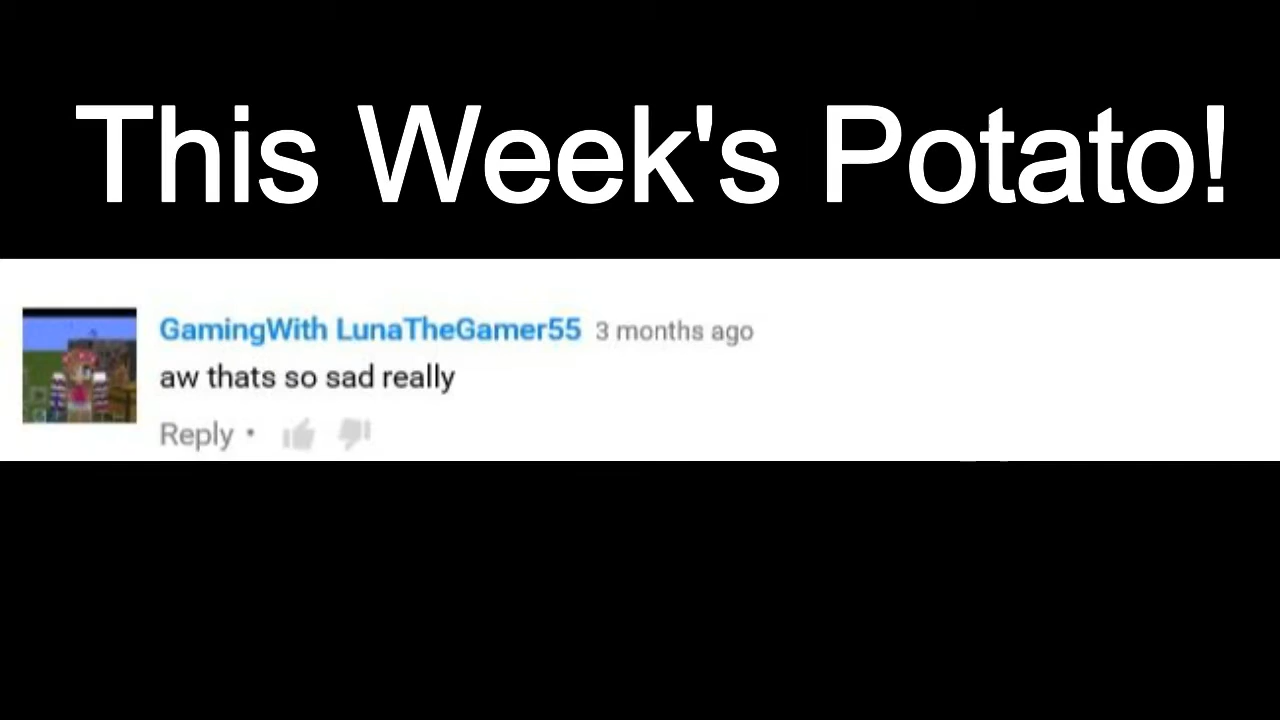 This Week's Potato!
GamingWith LunaTheGamer55 3 months ago
aw thats so sad really
Reply •